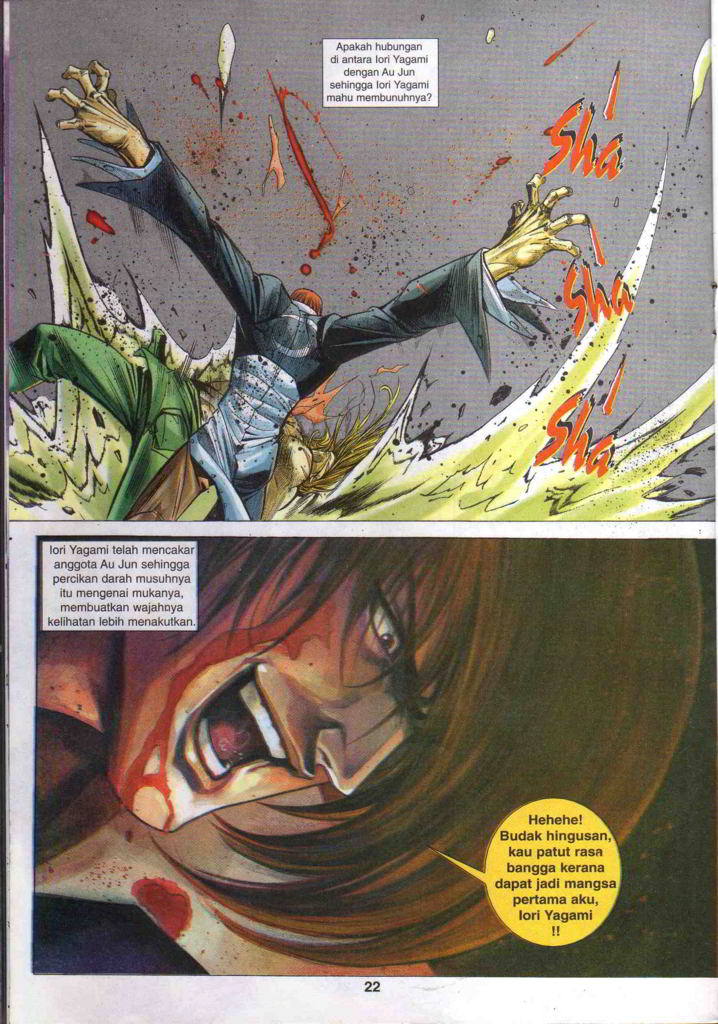 Apakah hubungan
di antara Iori Yagami
dengan Au Jun
sehingga Iori Yagami
mahu membunuhnya?
Sha
Sha
Sha
Iori Yagami telah mencakar
anggota Au Jun sehingga
percikan darah musuhnya
itu mengenai mukanya,
membuatkan wajahnya
kelihatan lebih menakutkan.
Hehehe!
Budak hingusan,
kau patut rasa
bangga kerana
dapat jadi mangsa
pertama aku,
Iori Yagami
!!
22